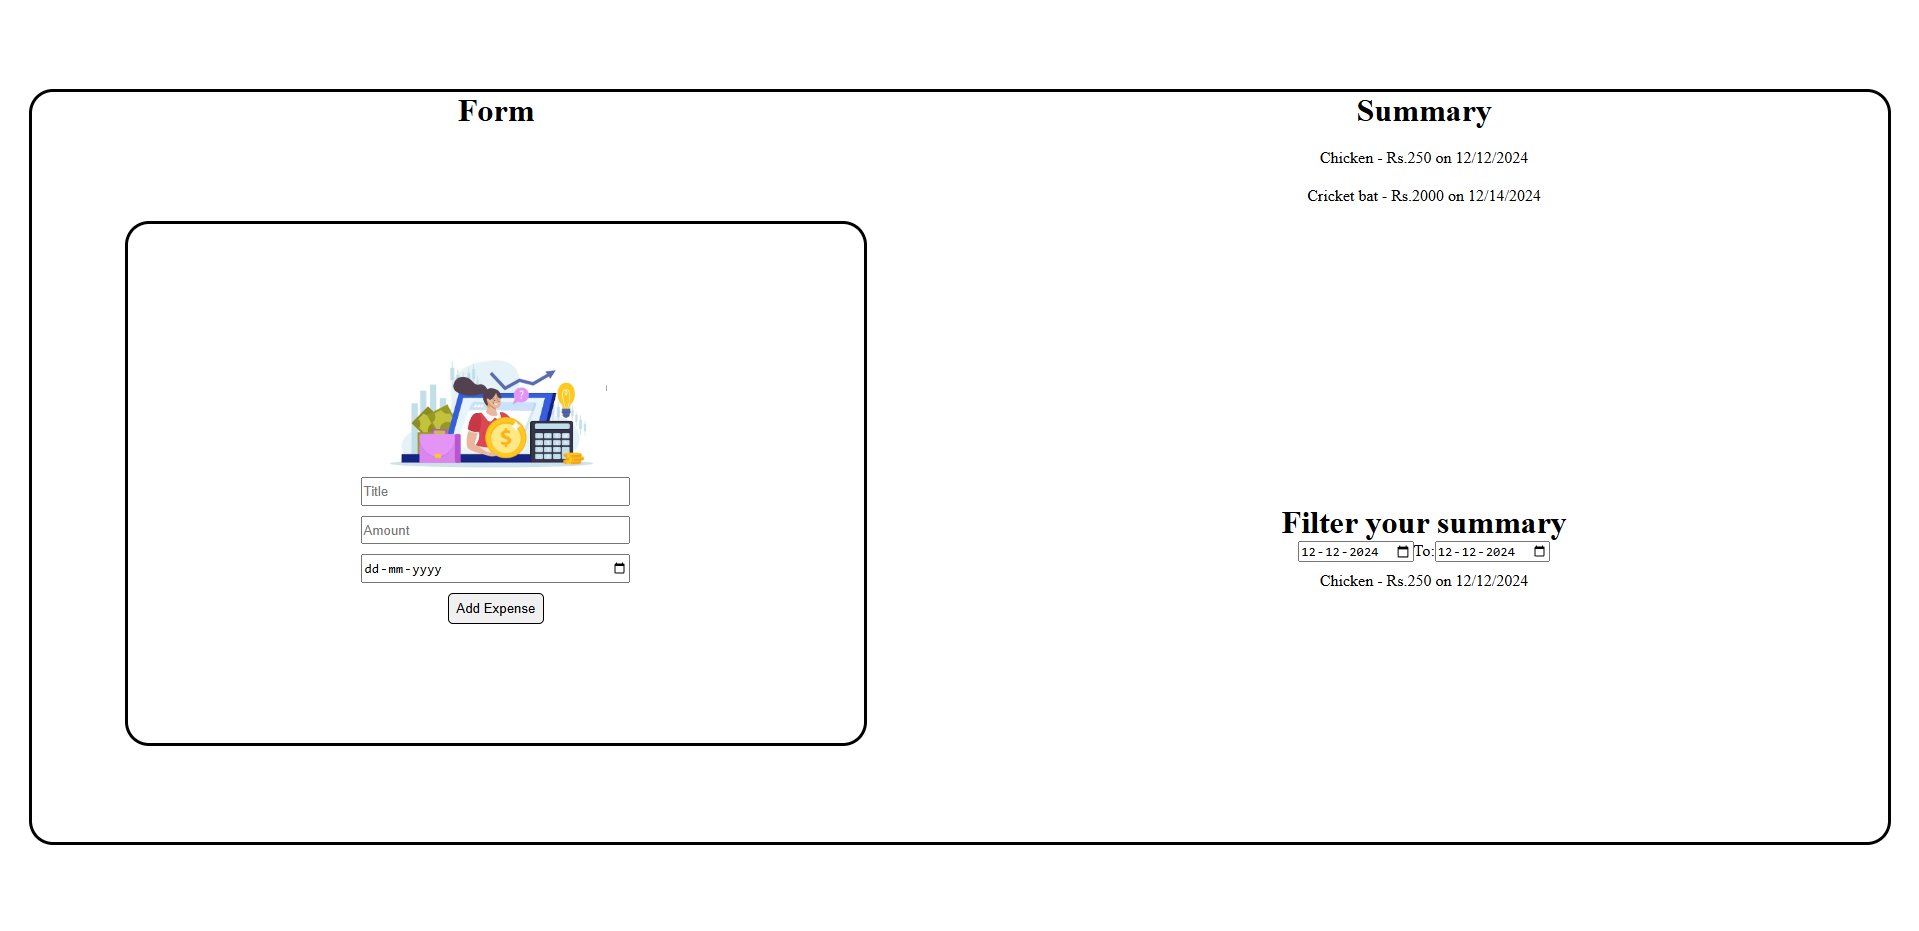 Form
Title
Amount
dd-mm-yyyy
Add Expense
Summary
Chicken - Rs.250 on 12/12/2024
Cricket bat - Rs.2000 on 12/14/2024
Filter your summary
12-12-2024 To: 12-12-2024
Chicken - Rs.250 on 12/12/2024